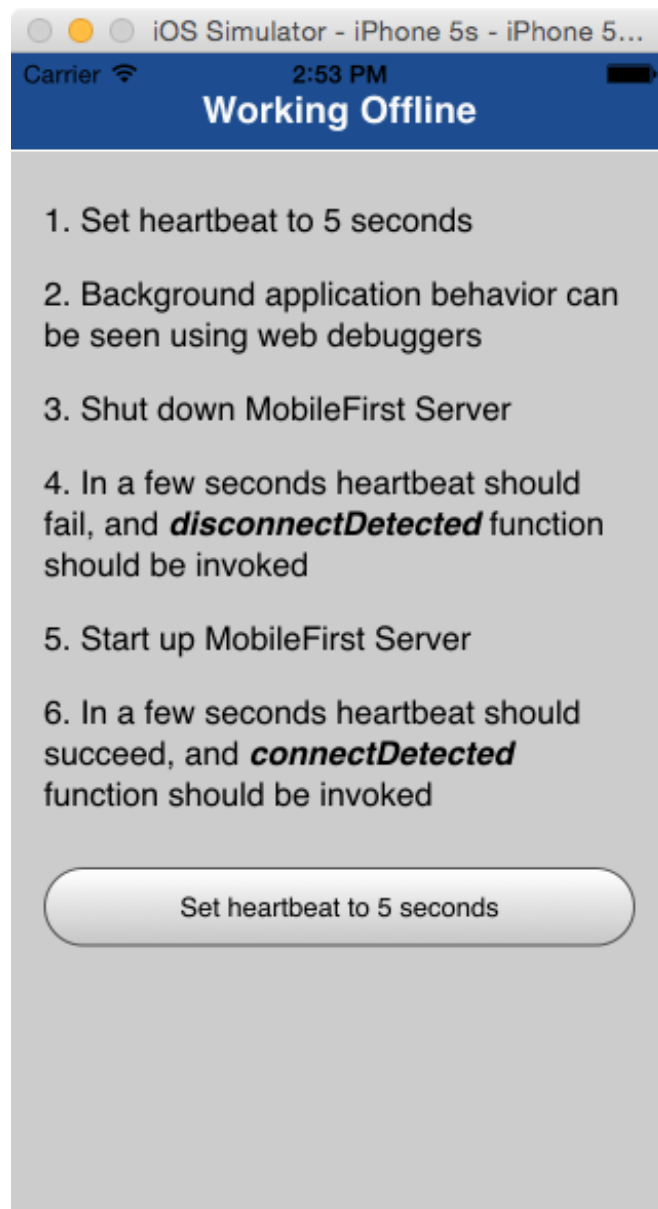 iOS Simulator - iPhone 5s - iPhone 5...
Carrier 2:53 PM
Working Offline
1. Set heartbeat to 5 seconds
2. Background application behavior can
be seen using web debuggers
3. Shut down MobileFirst Server
4. In a few seconds heartbeat should
fail, and disconnectDetected function
should be invoked
5. Start up MobileFirst Server
6. In a few seconds heartbeat should
succeed, and connectDetected
function should be invoked
Set heartbeat to 5 seconds